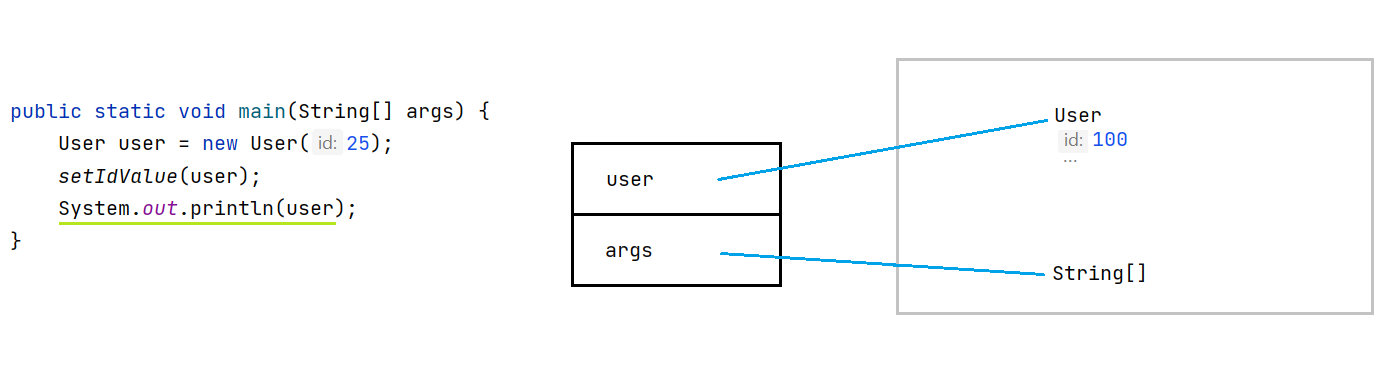 public static void main(String[] args) {
User user = new User( id: 25);
setIdValue(user);
System.out.println(user);
}
user
args
User
id: 100
...
String[]